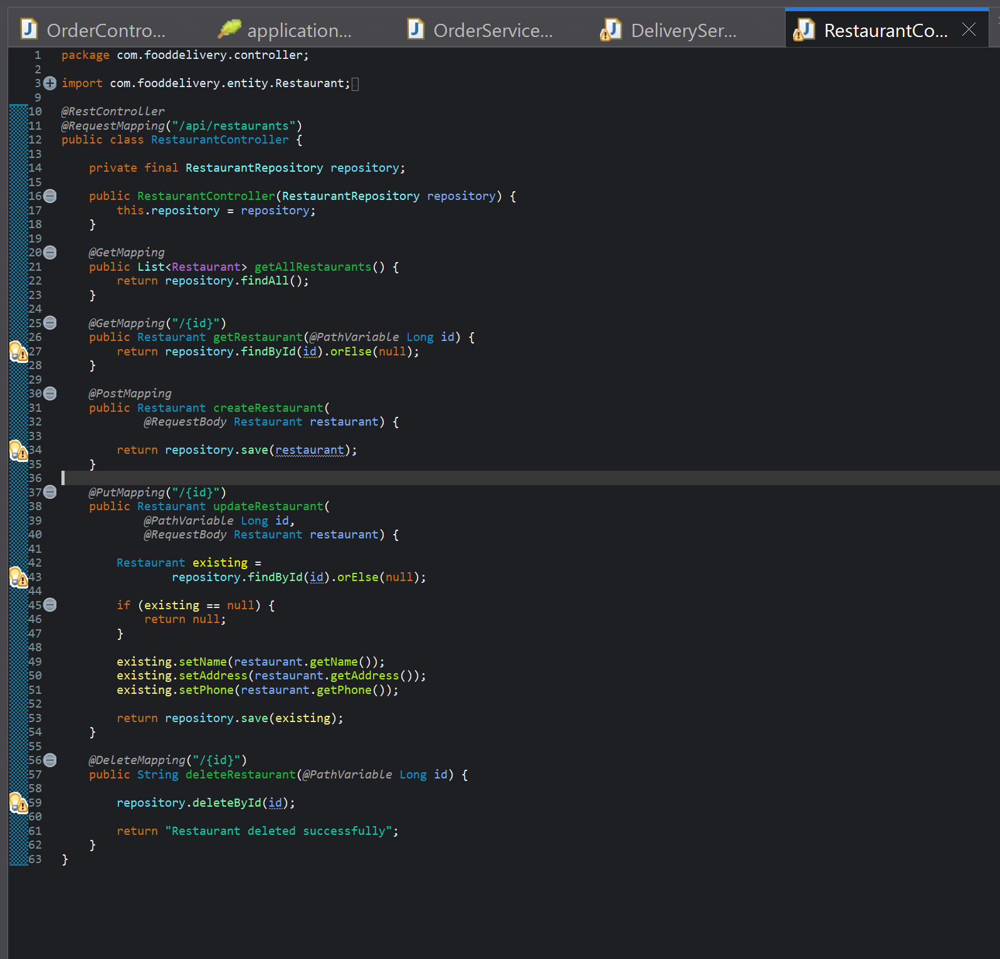 OrderContro...
application...
OrderService...
DeliverySer...
RestaurantCo...
1 package com.fooddelivery.controller;
2
3 import com.fooddelivery.entity.Restaurant;
9
10 @RestController
11 @RequestMapping("/api/restaurants")
12 public class RestaurantController {
13
14     private final RestaurantRepository repository;
15
16     public RestaurantController(RestaurantRepository repository) {
17         this.repository = repository;
18     }
19
20     @GetMapping
21     public List<Restaurant> getAllRestaurants() {
22         return repository.findAll();
23     }
24
25     @GetMapping("/{id}")
26     public Restaurant getRestaurant(@PathVariable Long id) {
27         return repository.findById(id).orElse(null);
28     }
29
30     @PostMapping
31     public Restaurant createRestaurant(
32             @RequestBody Restaurant restaurant) {
33
34         return repository.save(restaurant);
35     }
36
37     @PutMapping("/{id}")
38     public Restaurant updateRestaurant(
39             @PathVariable Long id,
40             @RequestBody Restaurant restaurant) {
41
42         Restaurant existing =
43                 repository.findById(id).orElse(null);
44
45         if (existing == null) {
46             return null;
47         }
48
49         existing.setName(restaurant.getName());
50         existing.setAddress(restaurant.getAddress());
51         existing.setPhone(restaurant.getPhone());
52
53         return repository.save(existing);
54     }
55
56     @DeleteMapping("/{id}")
57     public String deleteRestaurant(@PathVariable Long id) {
58
59         repository.deleteById(id);
60
61         return "Restaurant deleted successfully";
62     }
63 }